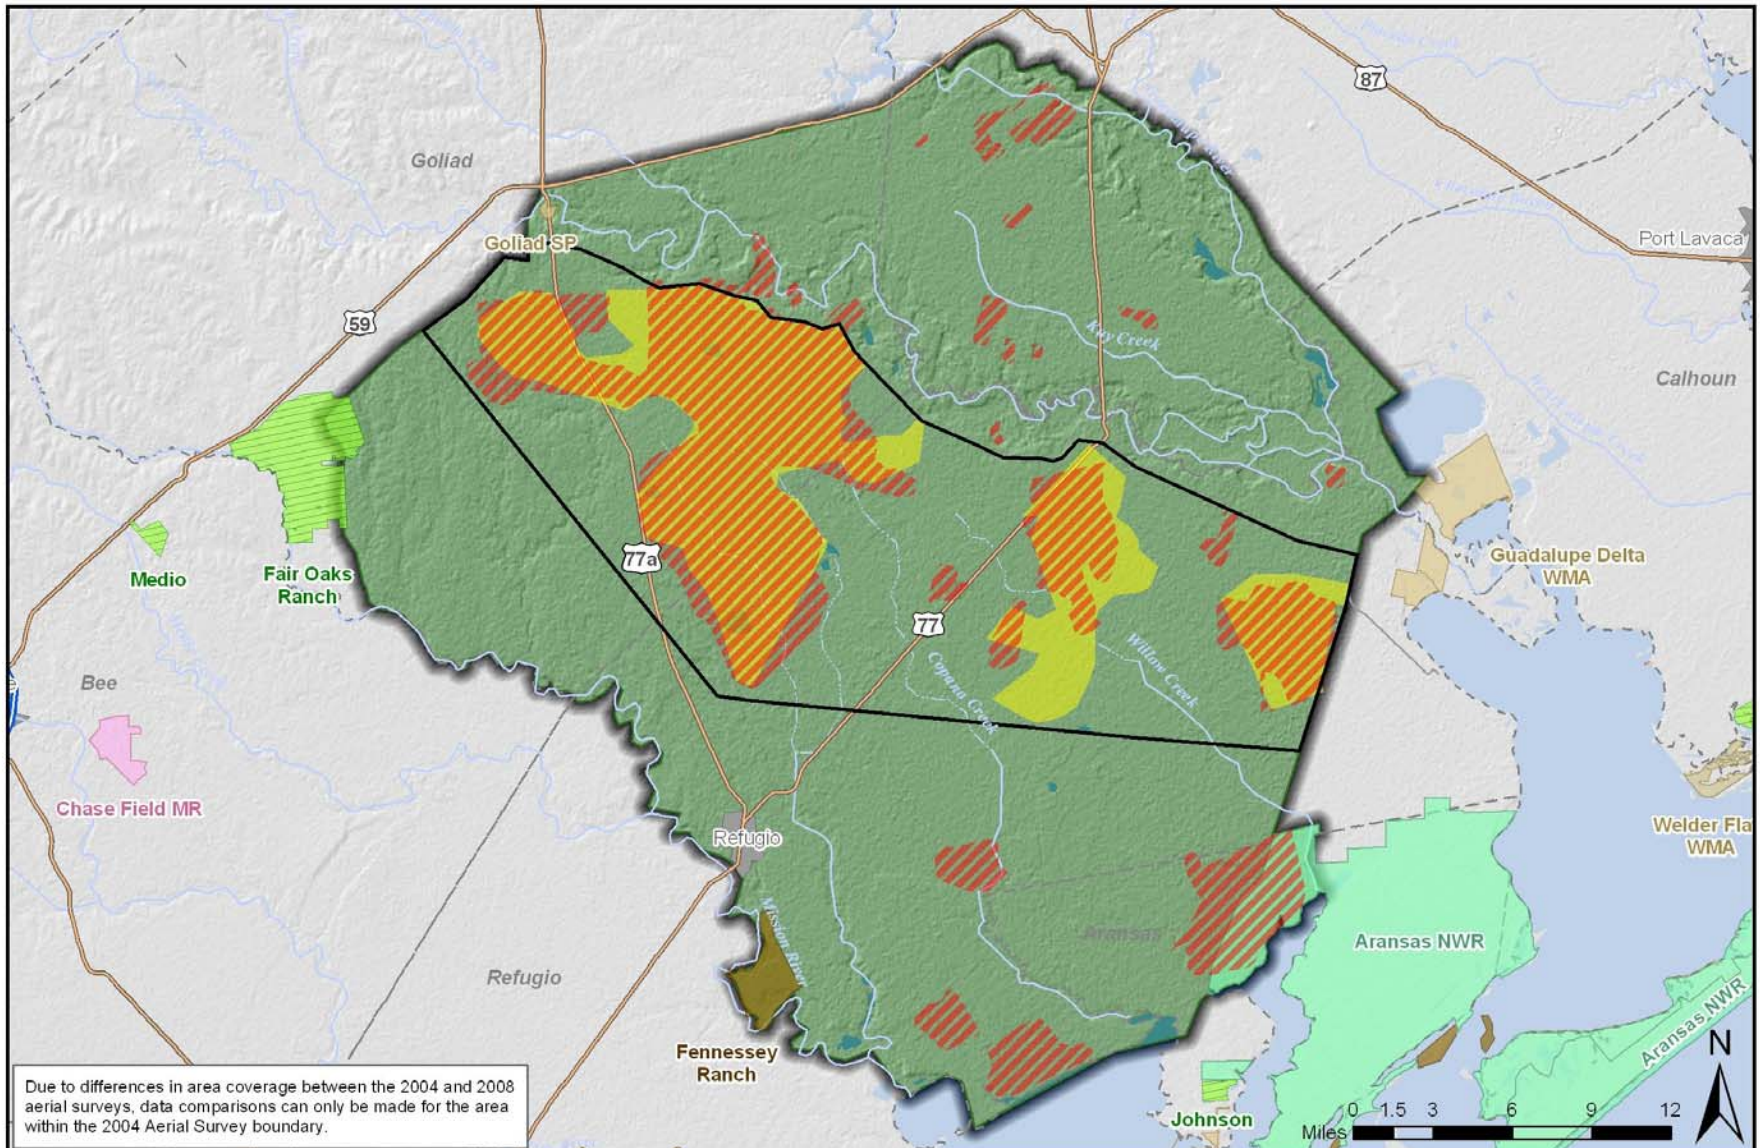 87
Goliad
Port Lavaca
Goliad SP
59
Kuy Creek
Calhoun
Guadalupe Delta
WMA
77a
Medio
Fair Oaks
Ranch
77
Willow Creek
Copano Creek
Bee
Chase Field MR
Refugio
Welder Fla
WMA
Mission River
Aransas
Aransas NWR
Refugio
Aransas NWR
Fennessey
Ranch
Johnson
N
Due to differences in area coverage between the 2004 and 2008
aerial surveys, data comparisons can only be made for the area
within the 2004 Aerial Survey boundary.
0 1.5 3 6 9 12
Miles